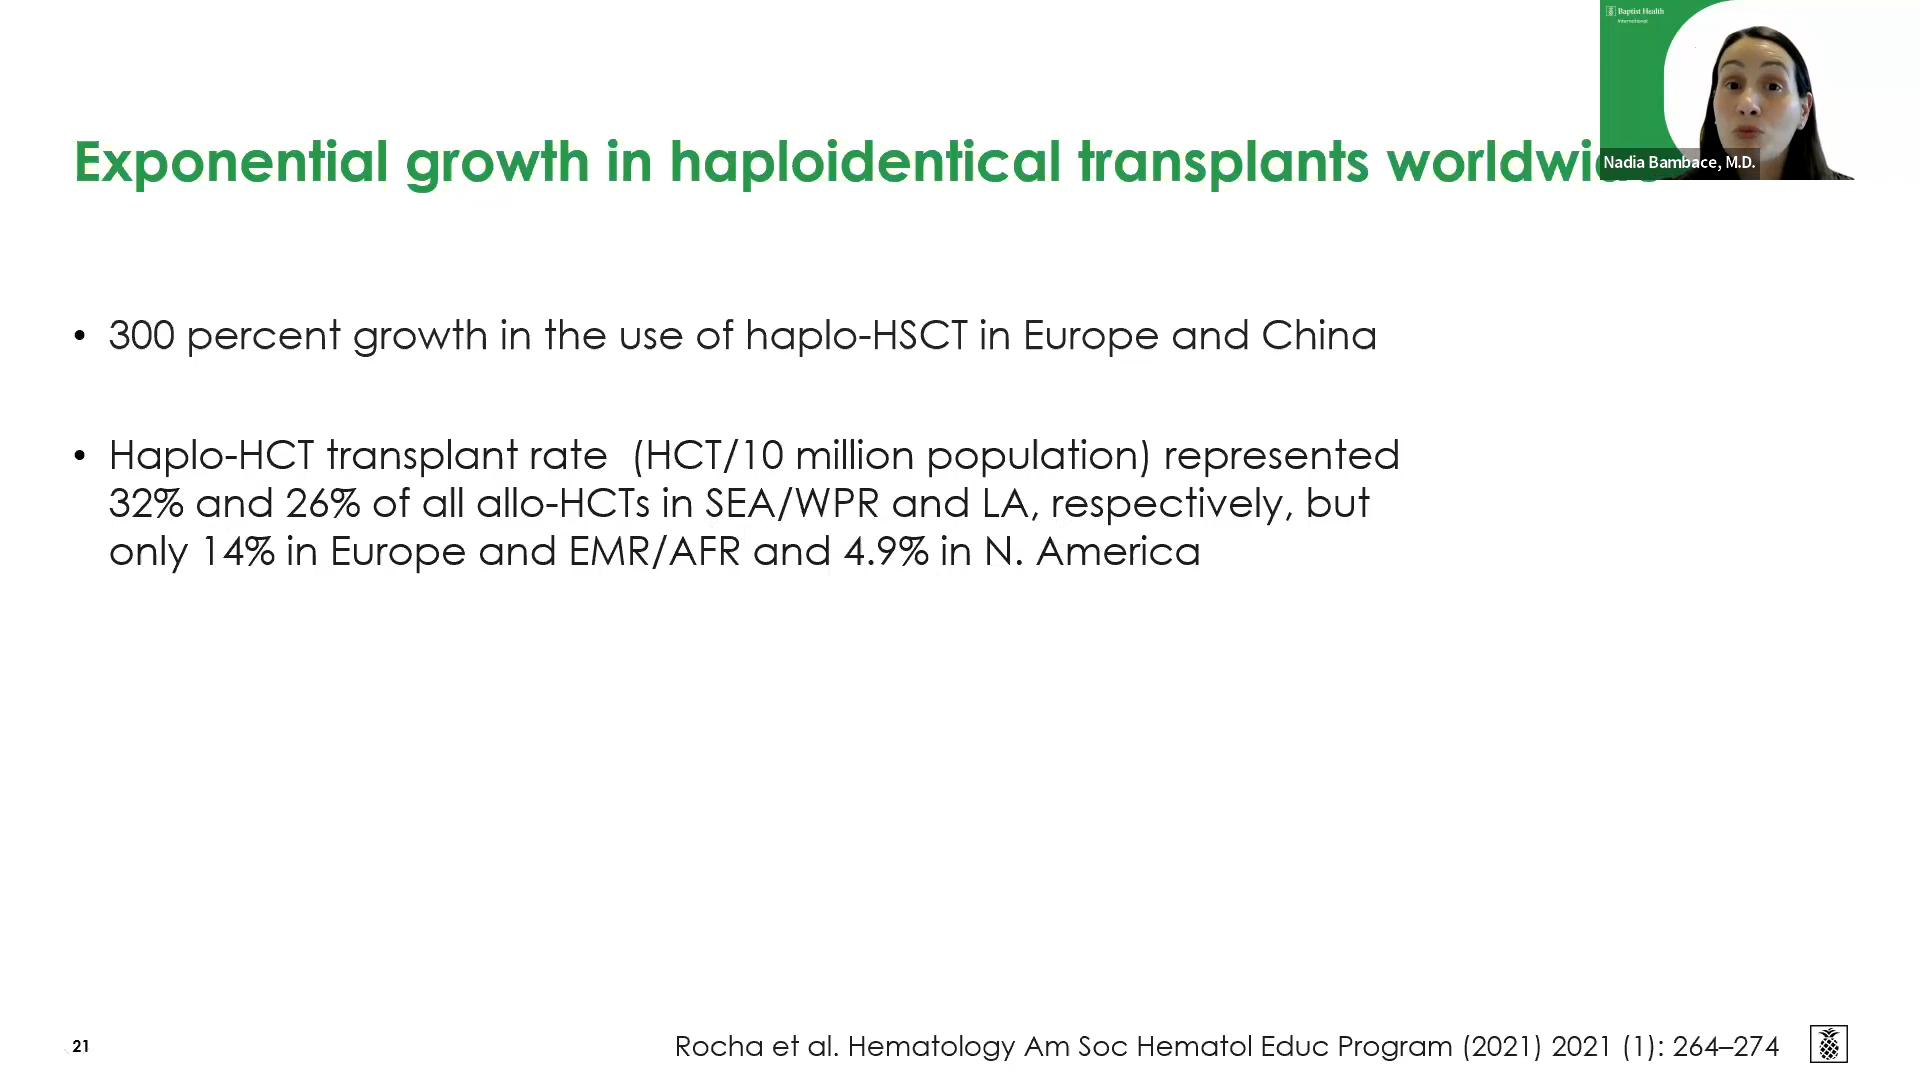 Baptist Health
International
Exponential growth in haploidentical transplants
Nadia Bambace, M.D.
• 300 percent growth in the use of haplo-HSCT in Europe and China
• Haplo-HCT transplant rate  (HCT/10 million population) represented
32% and 26% of all allo-HCTs in SEA/WPR and LA, respectively, but
only 14% in Europe and EMR/AFR and 4.9% in N. America
21
Rocha et al. Hematology Am Soc Hematol Educ Program (2021) 2021 (1): 264–274